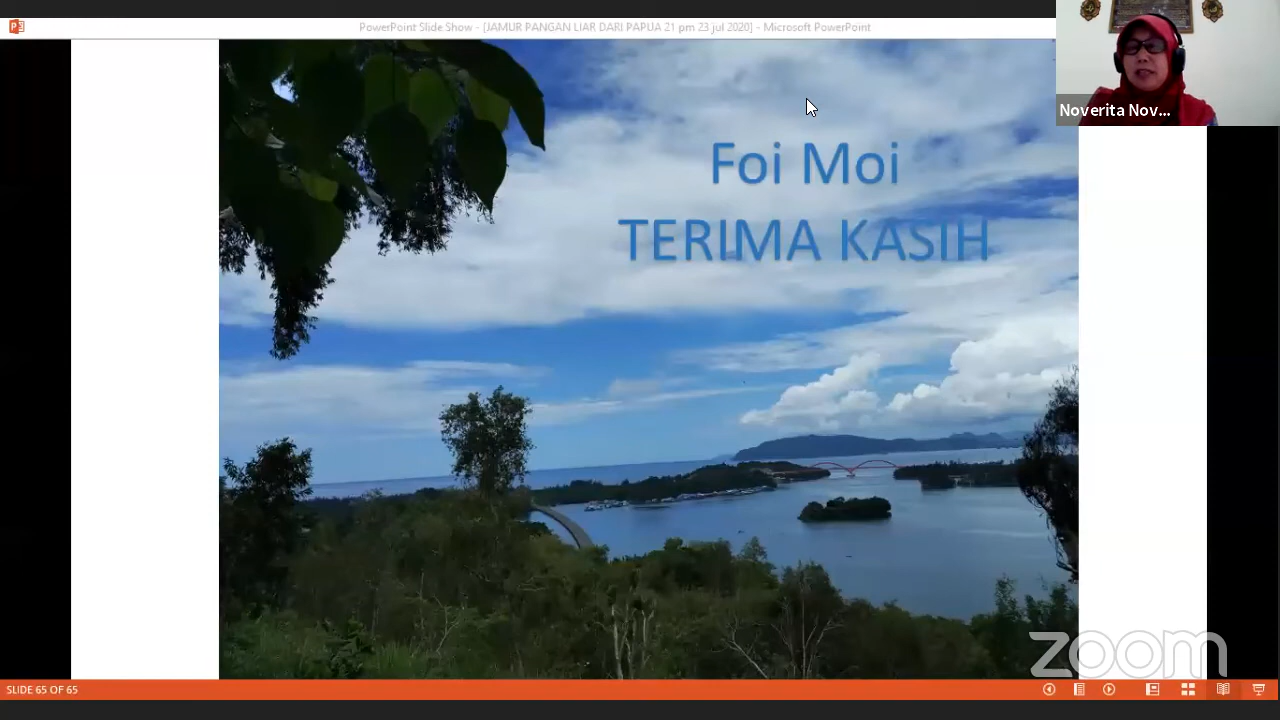 PowerPoint Slide Show - [JAMUR PANGAN LIAR DARI PAPUA 21 pm 23 jul 2020] - Microsoft PowerPoint
Noverita Nov...
Foi Moi
TERIMA KASIH
zoom
SLIDE 65 OF 65